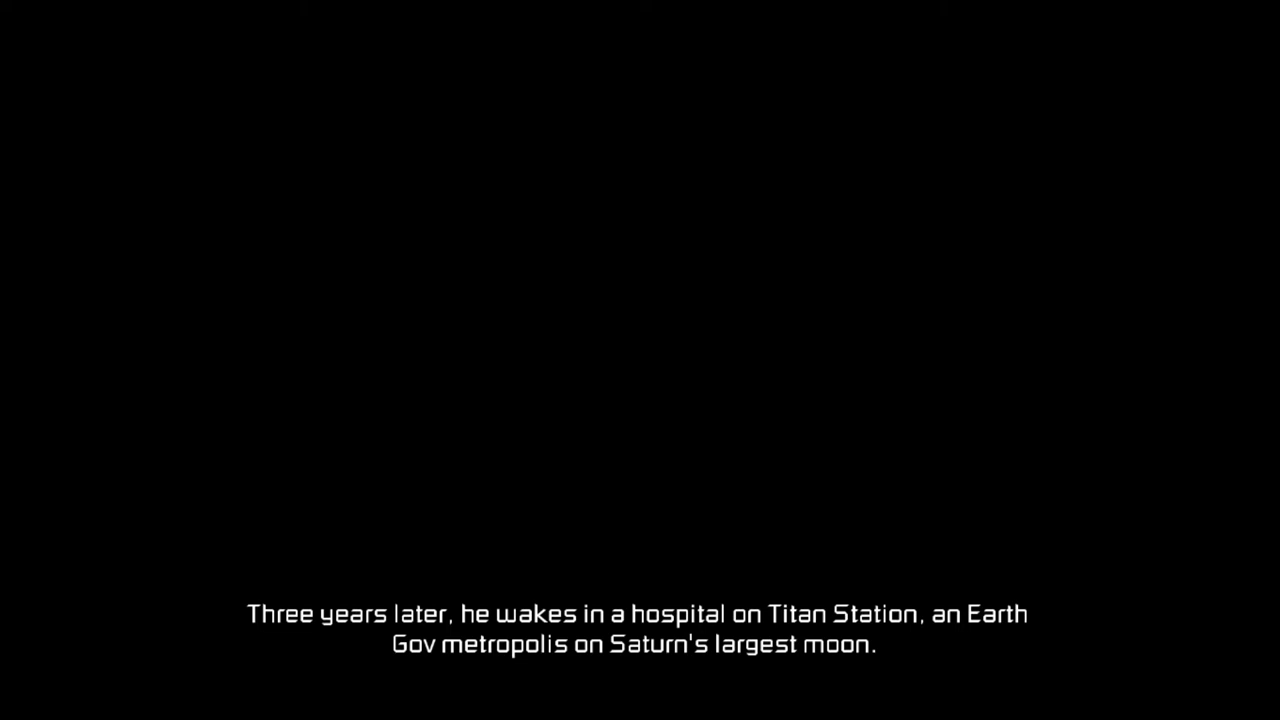 Three years later, he wakes in a hospital on Titan Station, an Earth
Gov metropolis on Saturn's largest moon.